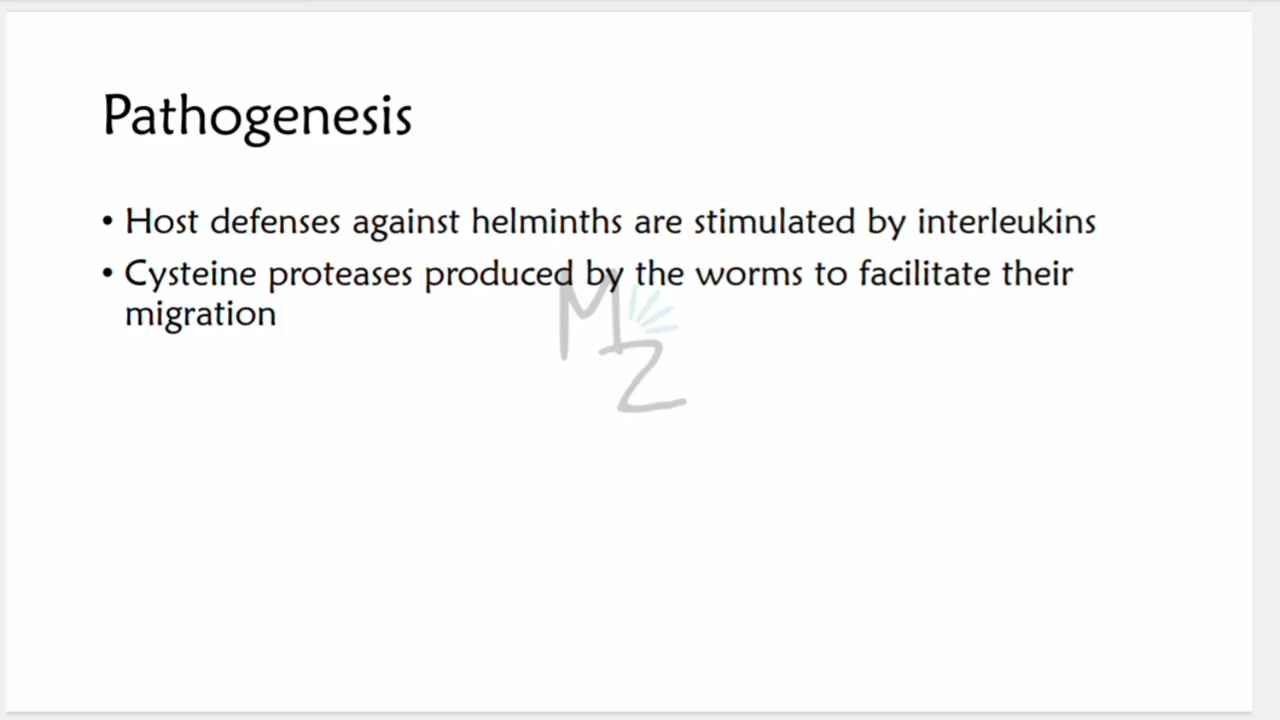 Pathogenesis
• Host defenses against helminths are stimulated by interleukins
• Cysteine proteases produced by the worms to facilitate their
migration
MZ